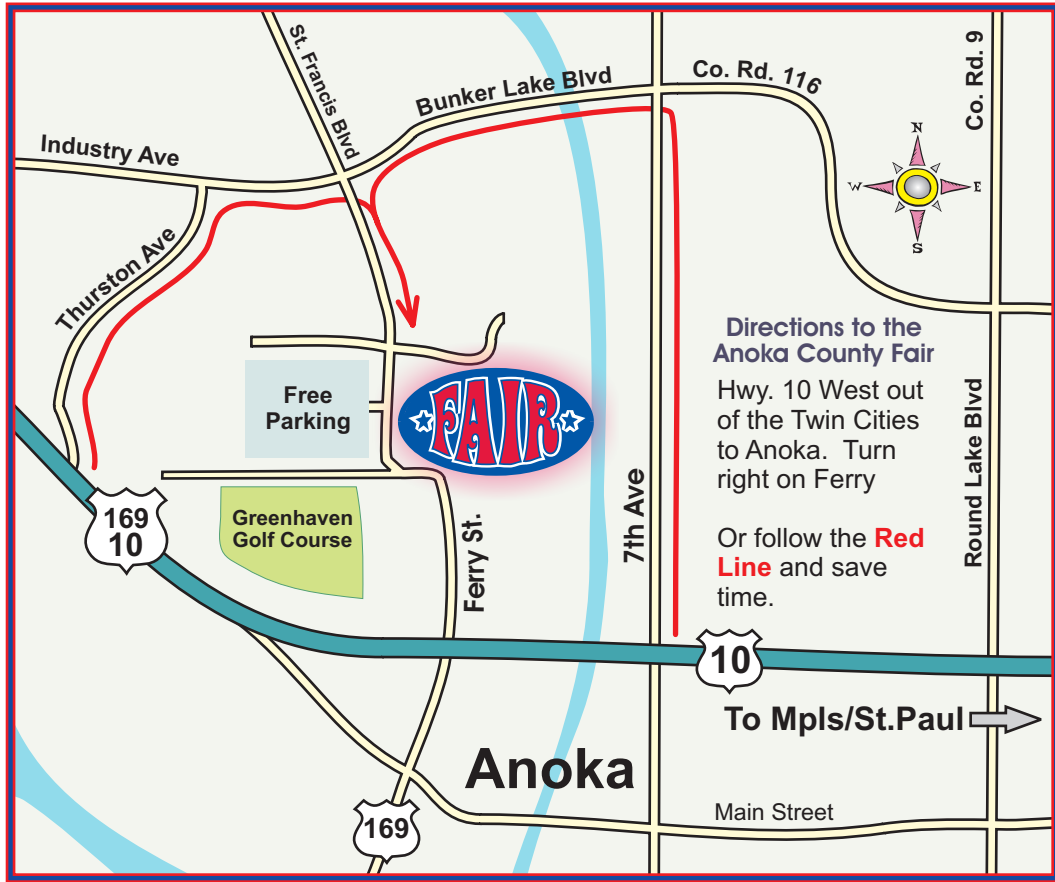 St. Francis Blvd
Bunker Lake Blvd
Co. Rd. 116
Co. Rd. 9
Industry Ave
N
W
E
S
Thurston Ave
Directions to the
Anoka County Fair
Hwy. 10 West out
of the Twin Cities
to Anoka. Turn
right on Ferry
Or follow the Red
Line and save
time.
Free
Parking
FAIR
7th Ave
Round Lake Blvd
169
10
Greenhaven
Golf Course
Ferry St.
10
To Mpls/St.Paul
Anoka
169
Main Street